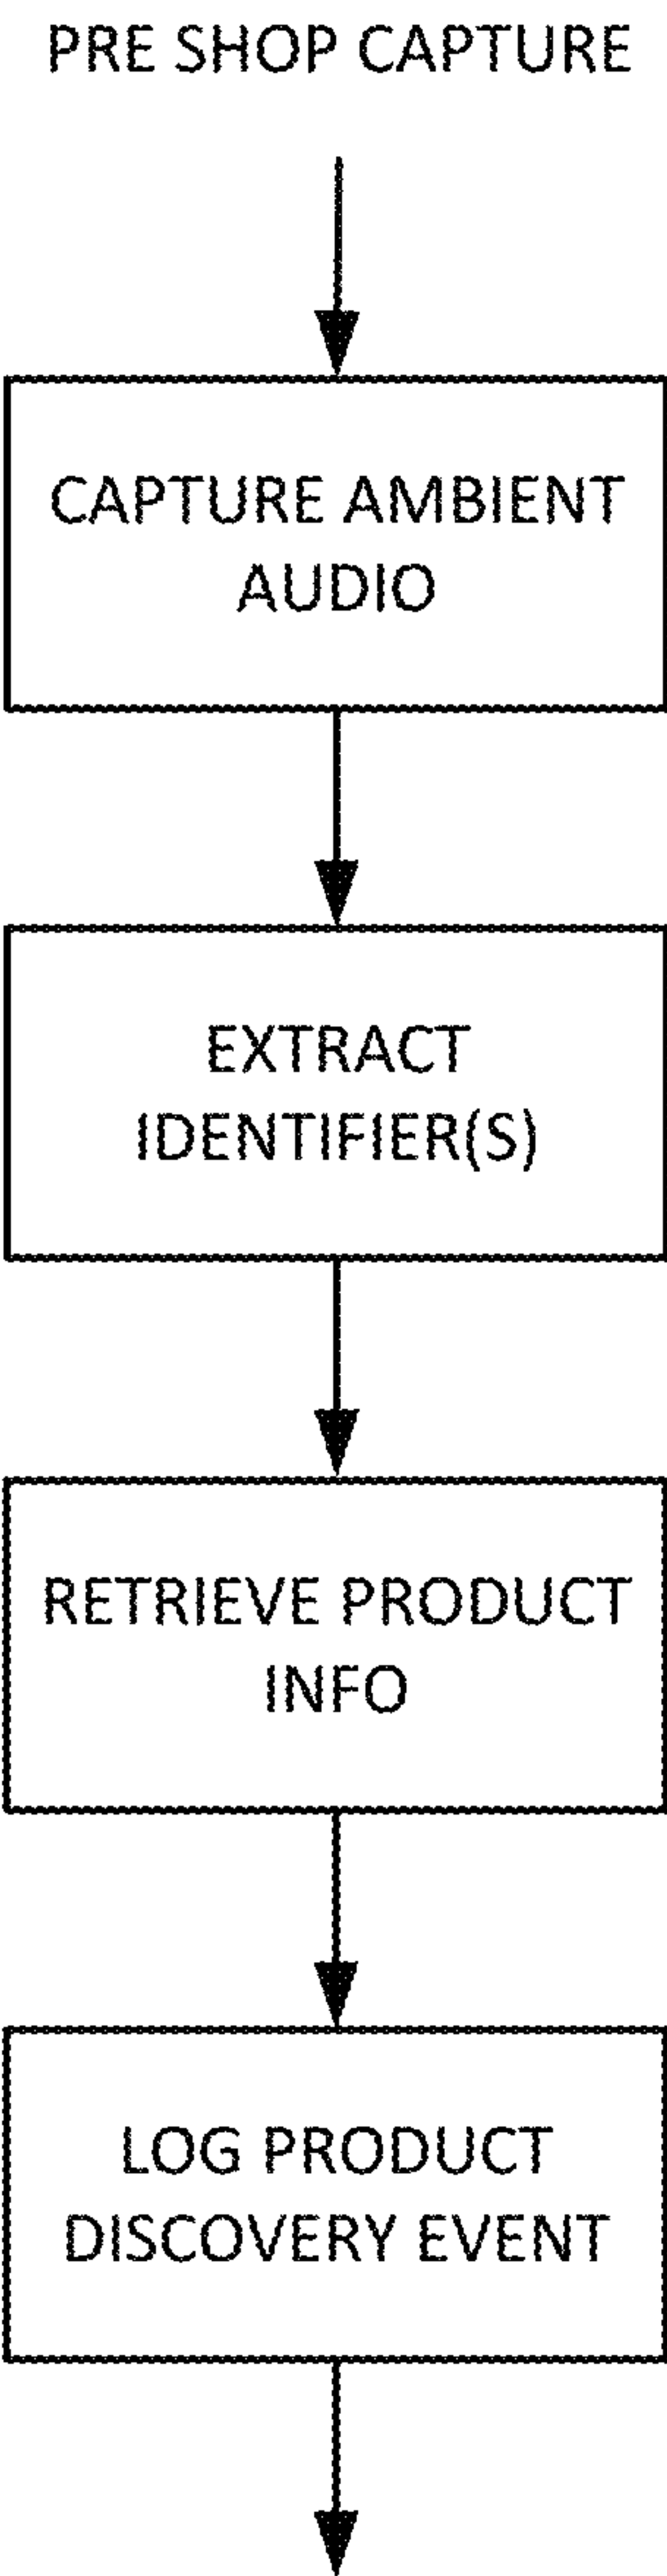 PRE SHOP CAPTURE
CAPTURE AMBIENT
AUDIO
EXTRACT
IDENTIFIER(S)
RETRIEVE PRODUCT
INFO
LOG PRODUCT
DISCOVERY EVENT